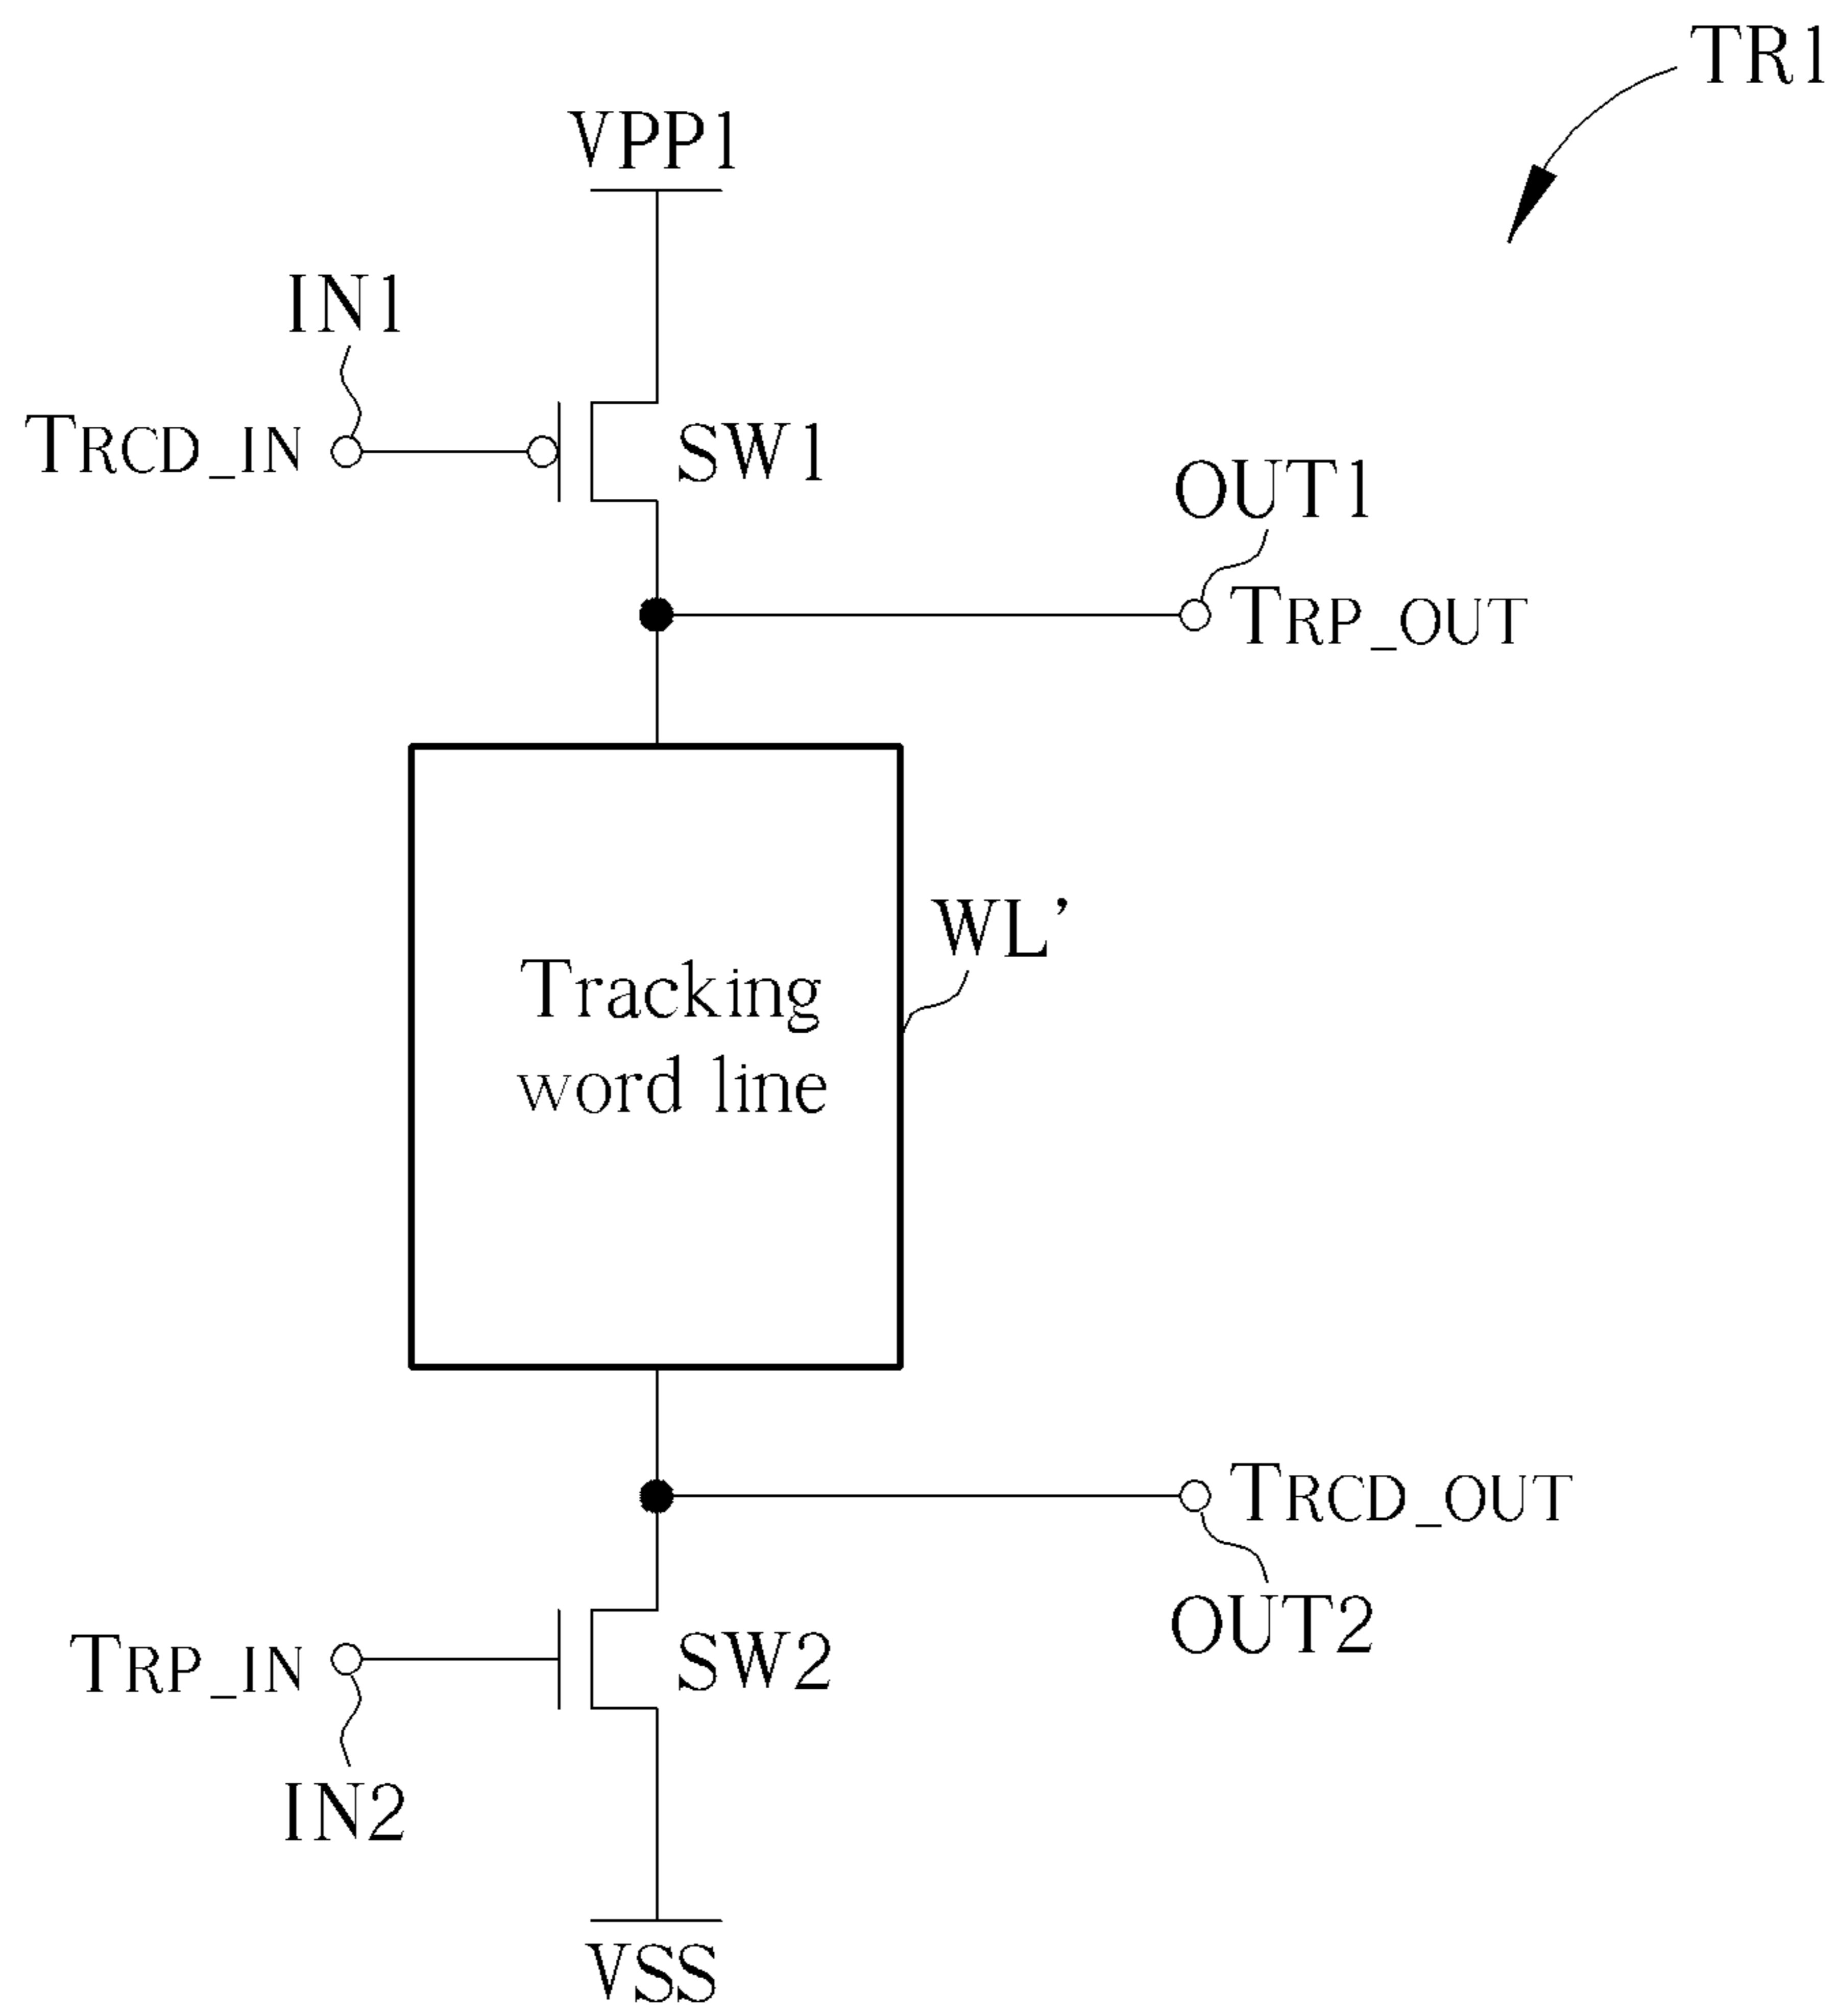 TR1
VPP1
IN1
TRCD_IN
SW1
OUT1
TRP_OUT
WL’
Tracking
word line
TRCD_OUT
OUT2
TRP_IN
SW2
IN2
VSS